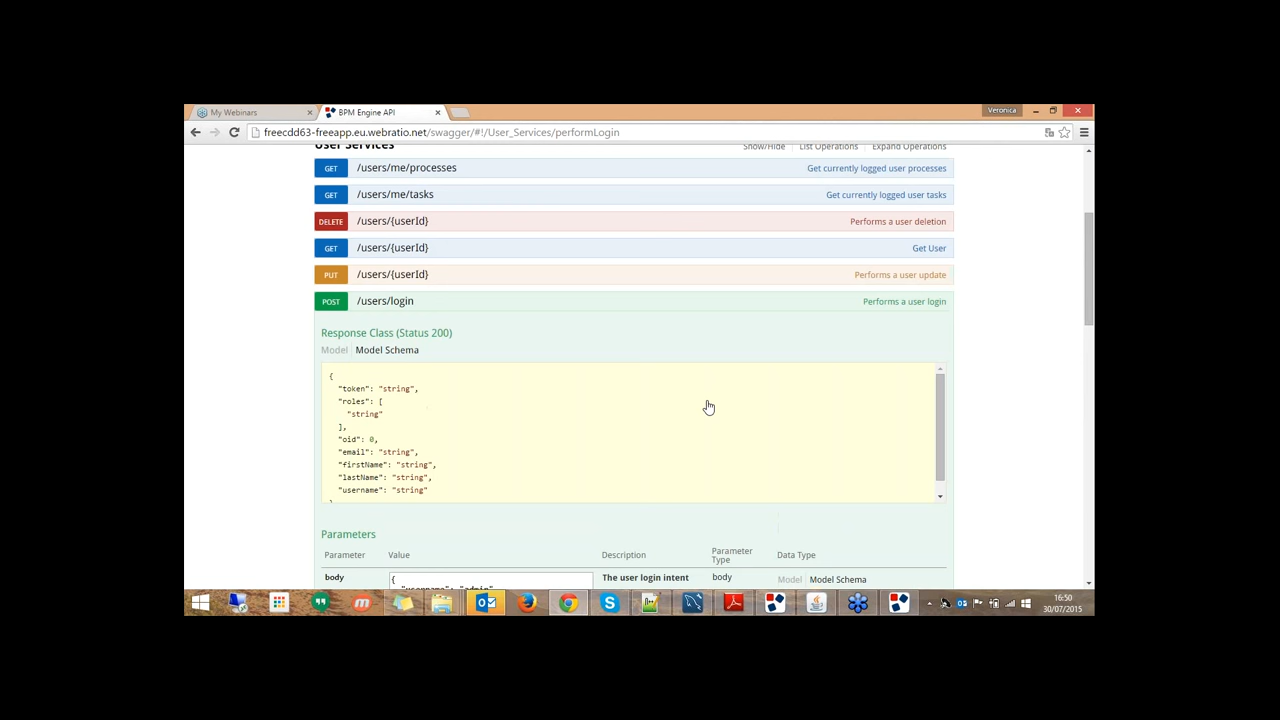 My Webinars
BPM Engine API
Veronica
freecdd63-freeapp.eu.webratio.net/swagger/#!/User_Services/performLogin
User Services
Show/Hide
List Operations
Expand Operations
GET /users/me/processes Get currently logged user processes
GET /users/me/tasks Get currently logged user tasks
DELETE /users/{userId} Performs a user deletion
GET /users/{userId} Get User
PUT /users/{userId} Performs a user update
POST /users/login Performs a user login
Response Class (Status 200)
Model Model Schema
{
"token": "string",
"roles": [
"string"
],
"oid": 0,
"email": "string",
"firstName": "string",
"lastName": "string",
"username": "string"
}
Parameters
Parameter Value Description Parameter Type Data Type
body { The user login intent body Model Model Schema
"username": "admin"
16:50
30/07/2015